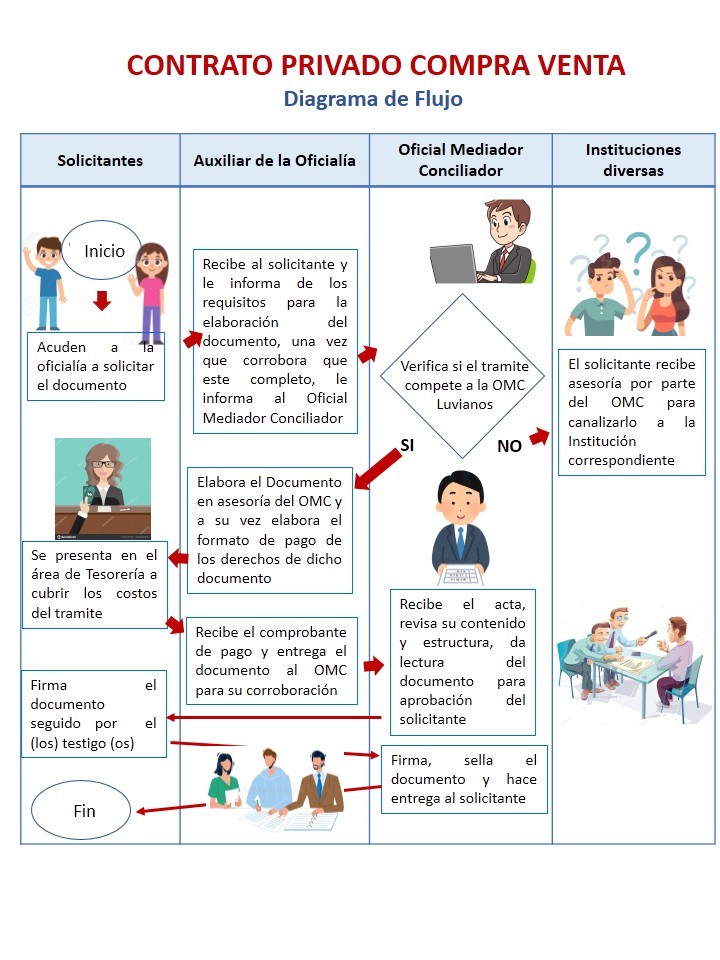 CONTRATO PRIVADO COMPRA VENTA
Diagrama de Flujo
Solicitantes
Auxiliar de la Oficialía
Oficial Mediador
Conciliador
Instituciones
diversas
Inicio
Acuden a la
oficialía a solicitar
el documento
Recibe al solicitante y
le informa de los
requisitos para la
elaboración del
documento, una vez
que corrobora que
este completo, le
informa al Oficial
Mediador Conciliador
Verifica si el tramite
compete a la OMC
Luvianos
SI
NO
El solicitante recibe
asesoría por parte
del OMC para
canalizarlo a la
Institución
correspondiente
Elabora el Documento
en asesoría del OMC y
a su vez elabora el
formato de pago de
los derechos de dicho
documento
Se presenta en el
área de Tesorería a
cubrir los costos
del tramite
Recibe el comprobante
de pago y entrega el
documento al OMC
para su corroboración
Recibe el acta,
revisa su contenido
y estructura, da
lectura del
documento para
aprobación del
solicitante
Firma el
documento
seguido por el
(los) testigo (os)
Firma, sella el
documento y hace
entrega al solicitante
Fin